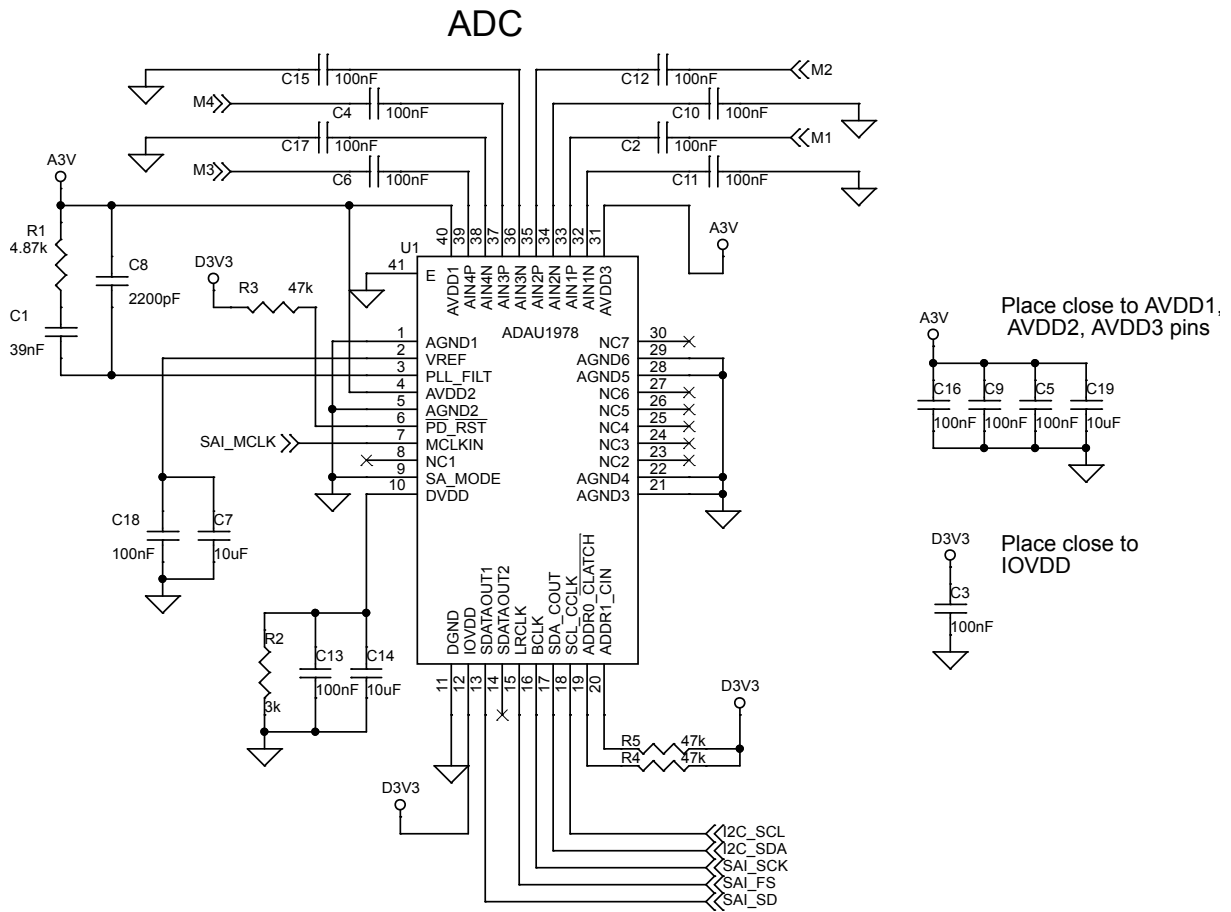 ADC
C15 100nF
C12 100nF M2
M4 C4 100nF
C10 100nF
C17 100nF
C2 100nF M1
M3 C6 100nF
C11 100nF
A3V
A3V
R1
4.87k
C8
2200pF
C1
39nF
D3V3
R3 47k
U1
ADAU1978
41 E
40 AVDD1
39 AIN4P
38 AIN4N
37 AIN3P
36 AIN3N
35 AIN2P
34 AIN2N
33 AIN1P
32 AIN1N
31 AVDD3
1 AGND1
2 VREF
3 PLL_FILT
4 AVDD2
5 AGND2
6 PD_RST
7 MCLKIN
8 NC1
9 SA_MODE
10 DVDD
SAI_MCLK
NC7 30
AGND6 29
AGND5 28
NC6 27
NC5 26
NC4 25
NC3 24
NC2 23
AGND4 22
AGND3 21
C18
100nF
C7
10uF
R2
3k
C13
100nF
C14
10uF
DGND 11
IOVDD 12
SDATAOUT1 13
SDATAOUT2 14
LRCLK 15
BCLK 16
SDA_COUT 17
SCL_CCLK 18
ADDR0_CLATCH 19
ADDR1_CIN 20
D3V3
R5 47k
R4 47k
D3V3
I2C_SCL
I2C_SDA
SAI_SCK
SAI_FS
SAI_SD
Place close to AVDD1,
AVDD2, AVDD3 pins
A3V
C16 C9 C5 C19
100nF 100nF 100nF 10uF
D3V3
Place close to
IOVDD
C3
100nF